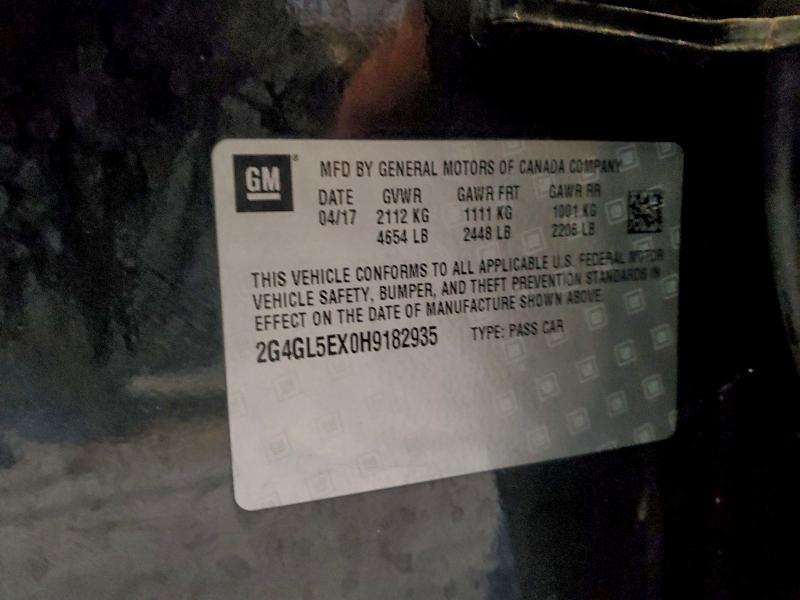 GM®
MFD BY GENERAL MOTORS OF CANADA COMPANY
DATE GVWR GAWR FRT GAWR RR
04/17 2112 KG 1111 KG 1001 KG
4654 LB 2448 LB 2206 LB
THIS VEHICLE CONFORMS TO ALL APPLICABLE U.S. FEDERAL MOTOR
VEHICLE SAFETY, BUMPER, AND THEFT PREVENTION STANDARDS IN
EFFECT ON THE DATE OF MANUFACTURE SHOWN ABOVE.
2G4GL5EX0H9182935 TYPE: PASS CAR